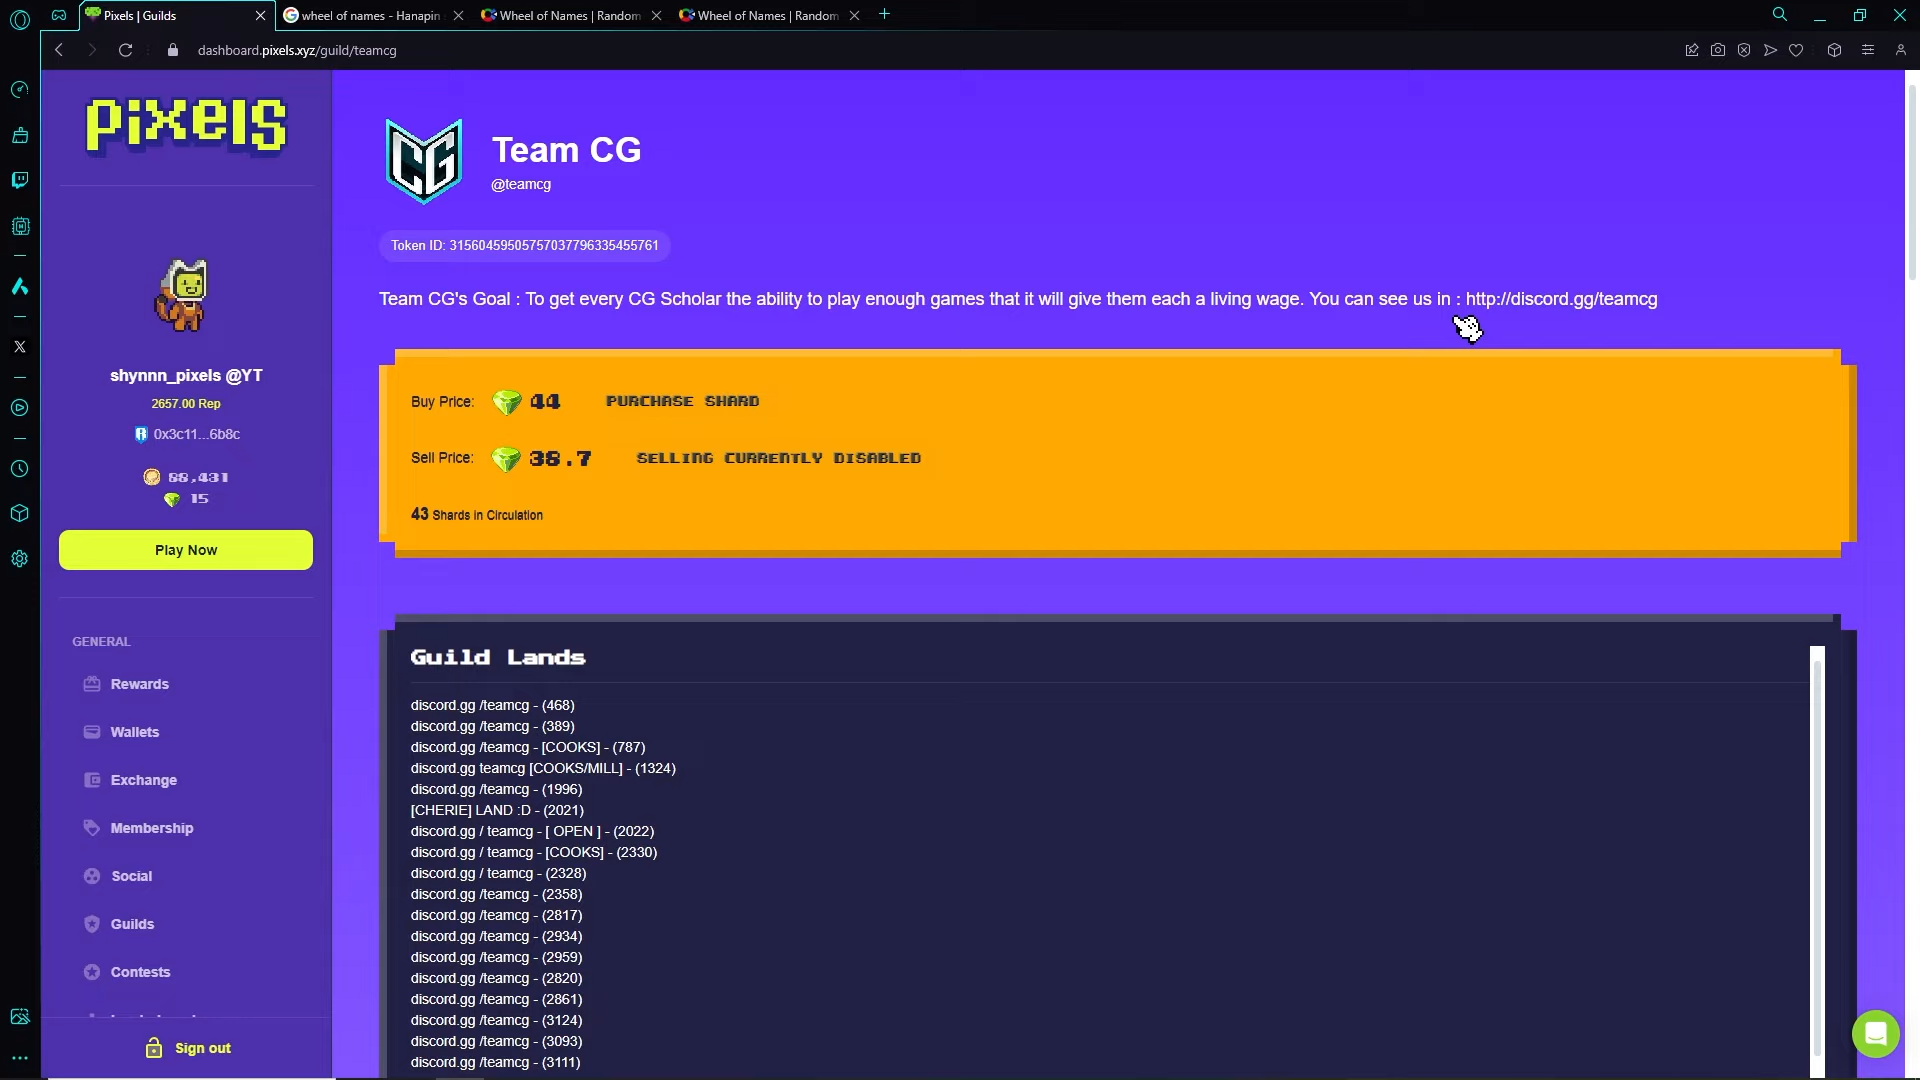 Pixels | Guilds
wheel of names - Hanapin
Wheel of Names | Random
Wheel of Names | Random
dashboard.pixels.xyz/guild/teamcg
pixels
shynnn_pixels @YT
2657.00 Rep
0x3c11...6b8c
88,431
15
Play Now
GENERAL
Rewards
Wallets
Exchange
Membership
Social
Guilds
Contests
Sign out
CG
Team CG
@teamcg
Token ID: 31560459505757037796335455761
Team CG's Goal : To get every CG Scholar the ability to play enough games that it will give them each a living wage. You can see us in : http://discord.gg/teamcg
Buy Price: 44 PURCHASE SHARD
Sell Price: 38.7 SELLING CURRENTLY DISABLED
43 Shards in Circulation
Guild Lands
discord.gg /teamcg - (468)
discord.gg /teamcg - (389)
discord.gg /teamcg - [COOKS] - (787)
discord.gg teamcg [COOKS/MILL] - (1324)
discord.gg /teamcg - (1996)
[CHERIE] LAND :D - (2021)
discord.gg / teamcg - [ OPEN ] - (2022)
discord.gg / teamcg - [COOKS] - (2330)
discord.gg / teamcg - (2328)
discord.gg /teamcg - (2358)
discord.gg /teamcg - (2817)
discord.gg /teamcg - (2934)
discord.gg /teamcg - (2959)
discord.gg /teamcg - (2820)
discord.gg /teamcg - (2861)
discord.gg /teamcg - (3124)
discord.gg /teamcg - (3093)
discord.gg /teamcg - (3111)